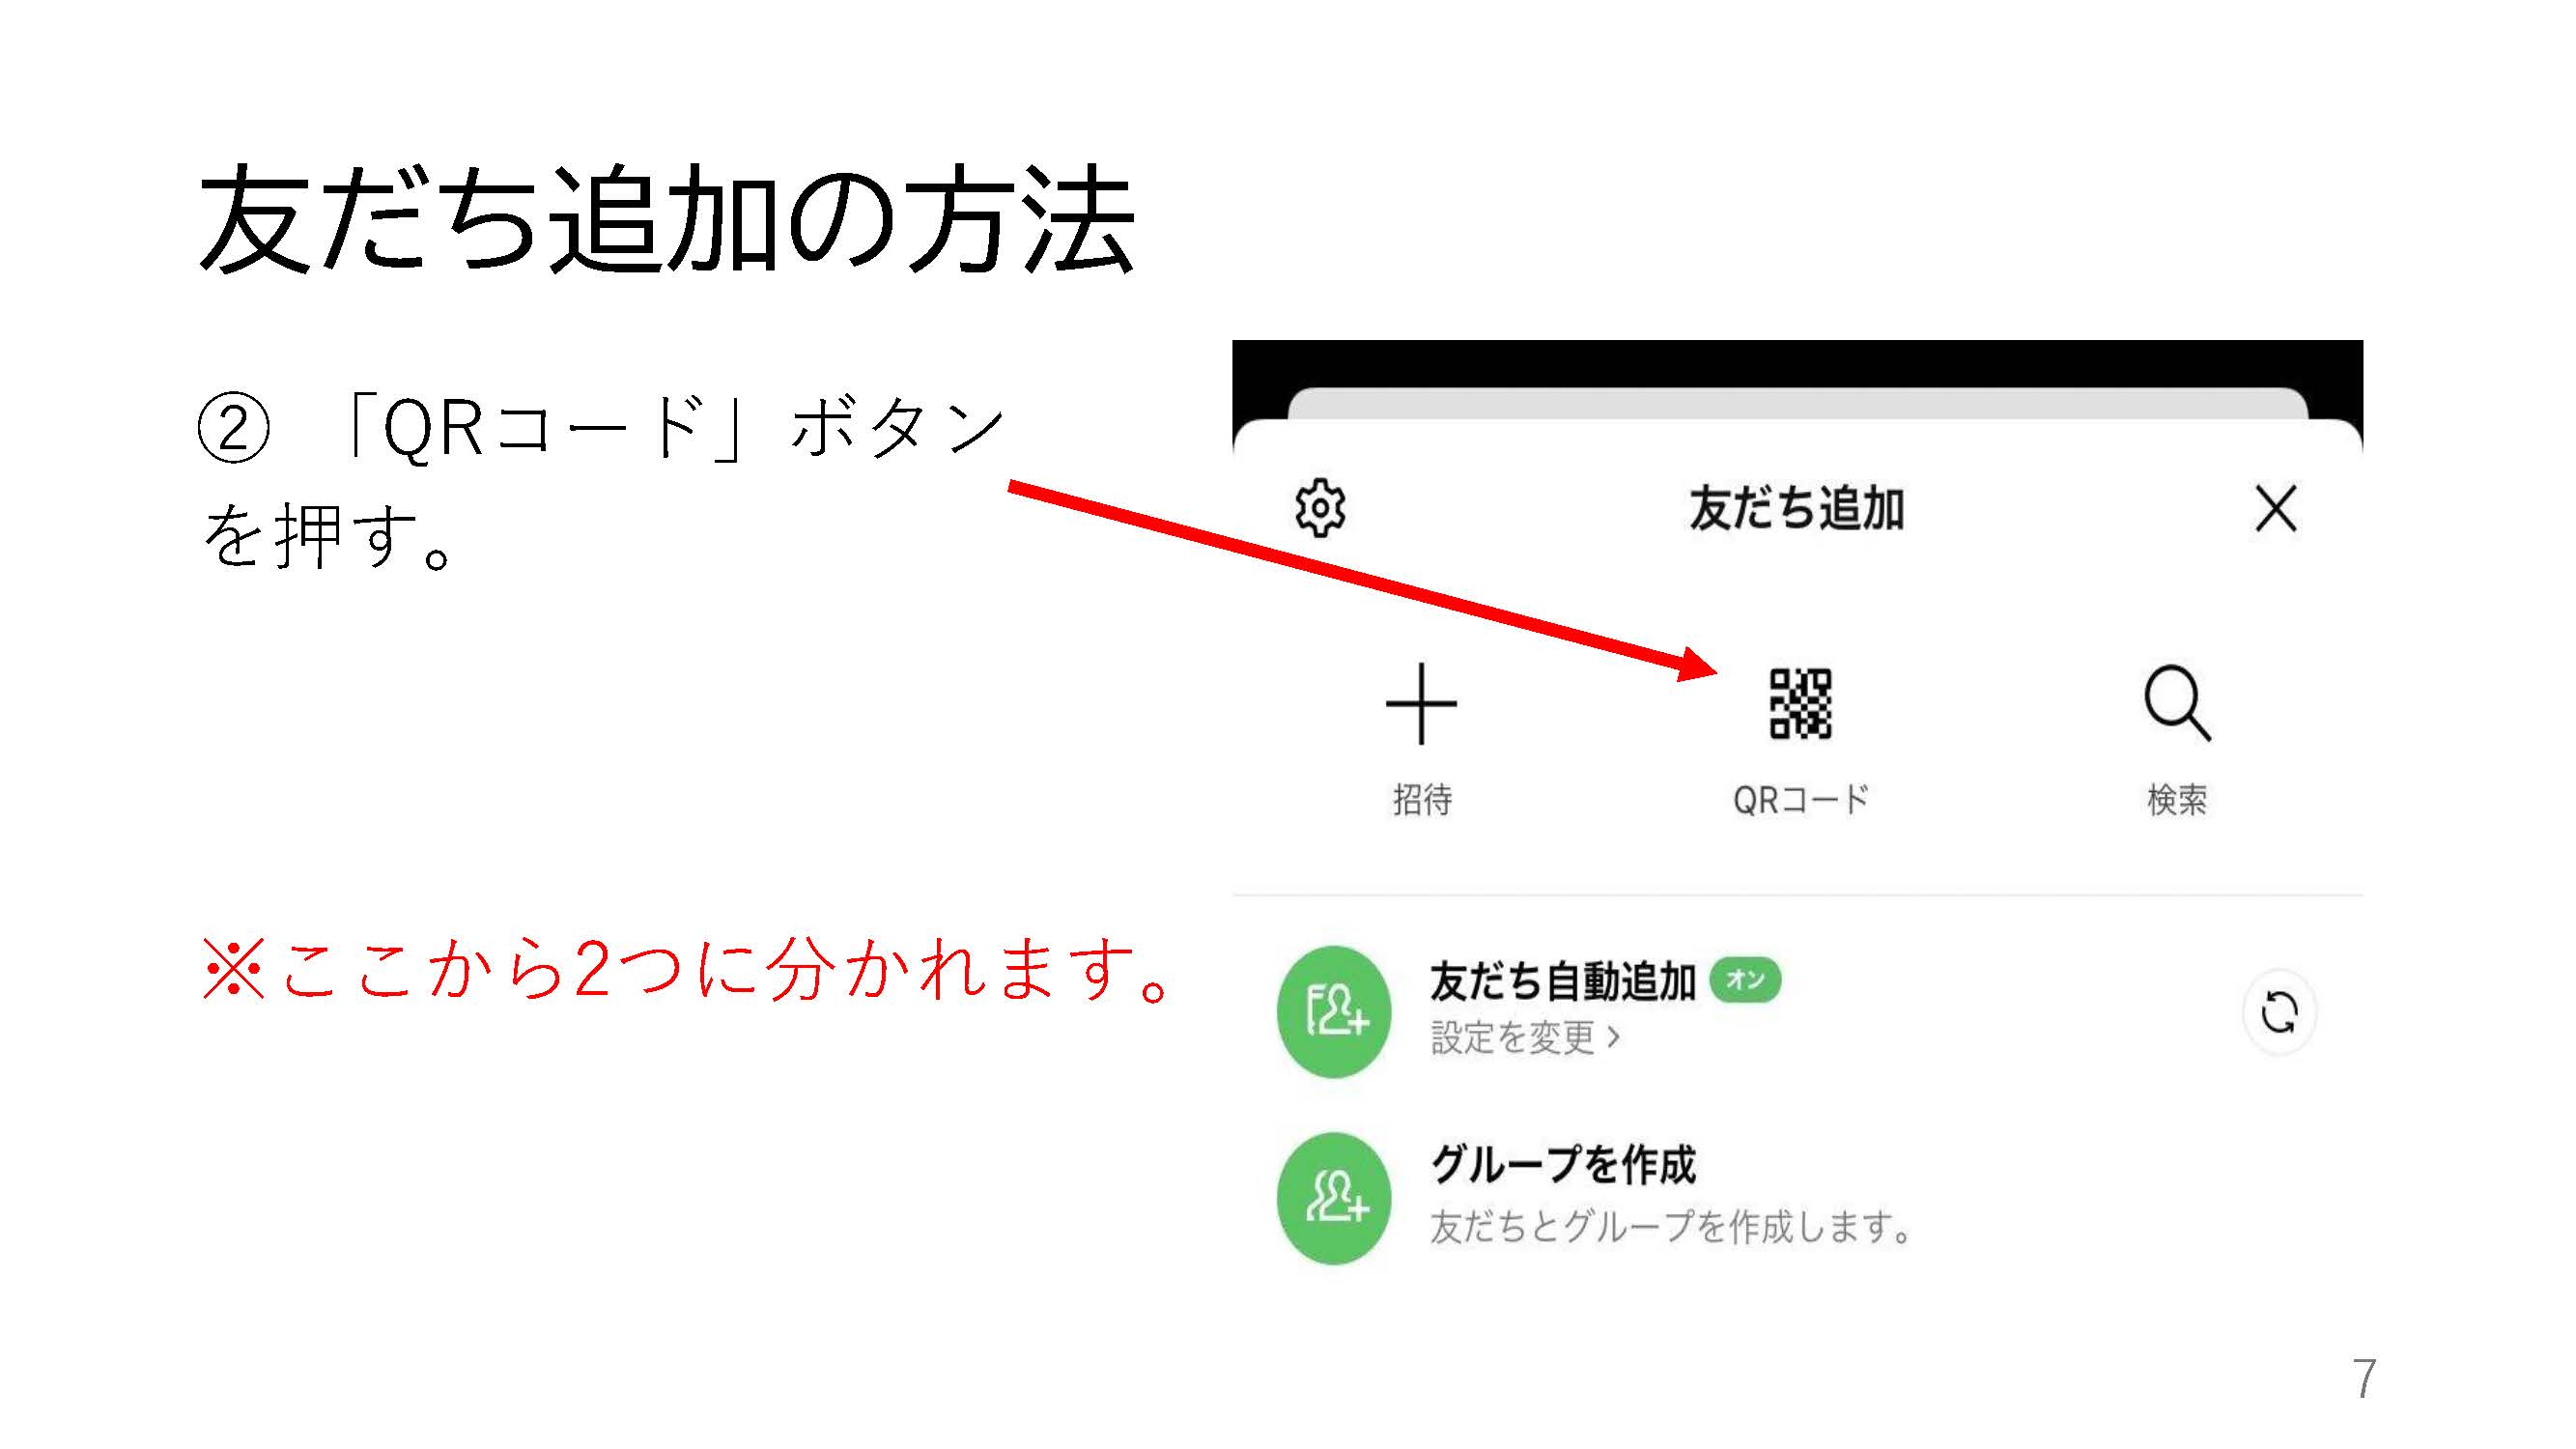 友だち追加の方法
② 「QRコード」ボタン
を押す。
※ここから2つに分かれます。
友だち追加
招待
QRコード
検索
友だち自動追加 オン
設定を変更 >
グループを作成
友だちとグループを作成します。
7